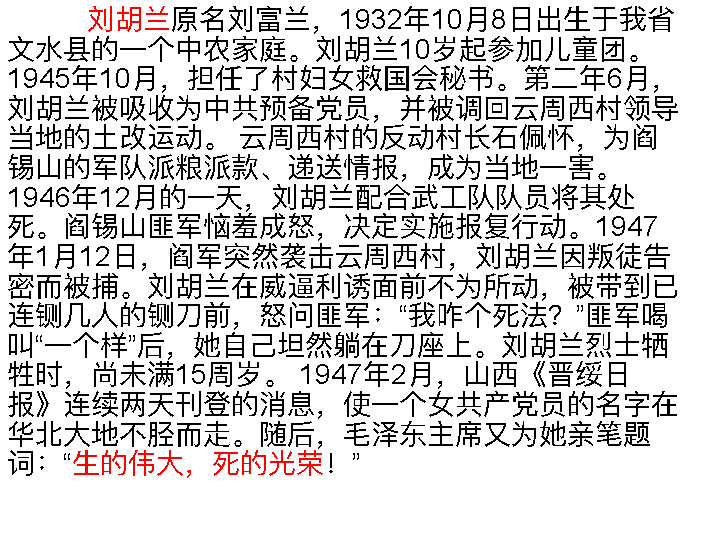 刘胡兰原名刘富兰，1932年10月8日出生于我省
文水县的一个中农家庭。刘胡兰10岁起参加儿童团。
1945年10月，担任了村妇女救国会秘书。第二年6月，
刘胡兰被吸收为中共预备党员，并被调回云周西村领导
当地的土改运动。 云周西村的反动村长石佩怀，为阎
锡山的军队派粮派款、递送情报，成为当地一害。
1946年12月的一天，刘胡兰配合武工队队员将其处
死。阎锡山匪军恼羞成怒，决定实施报复行动。1947
年1月12日，阎军突然袭击云周西村，刘胡兰因叛徒告
密而被捕。刘胡兰在威逼利诱面前不为所动，被带到已
连铡几人的铡刀前，怒问匪军：“我咋个死法？”匪军喝
叫“一个样”后，她自己坦然躺在刀座上。刘胡兰烈士牺
牲时，尚未满15周岁。 1947年2月，山西《晋绥日
报》连续两天刊登的消息，使一个女共产党员的名字在
华北大地不胫而走。随后，毛泽东主席又为她亲笔题
词：“生的伟大，死的光荣！”